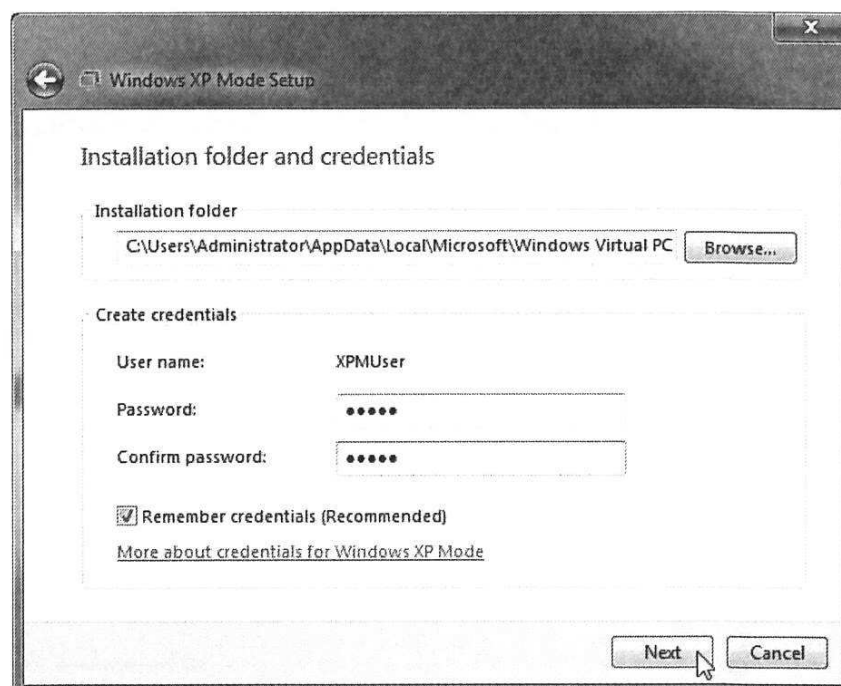 Windows XP Mode Setup
Installation folder and credentials
Installation folder
C:\Users\Administrator\AppData\Local\Microsoft\Windows Virtual PC
Browse...
Create credentials
User name: XPMUser
Password: •••••
Confirm password: •••••
Remember credentials (Recommended)
More about credentials for Windows XP Mode
Next Cancel